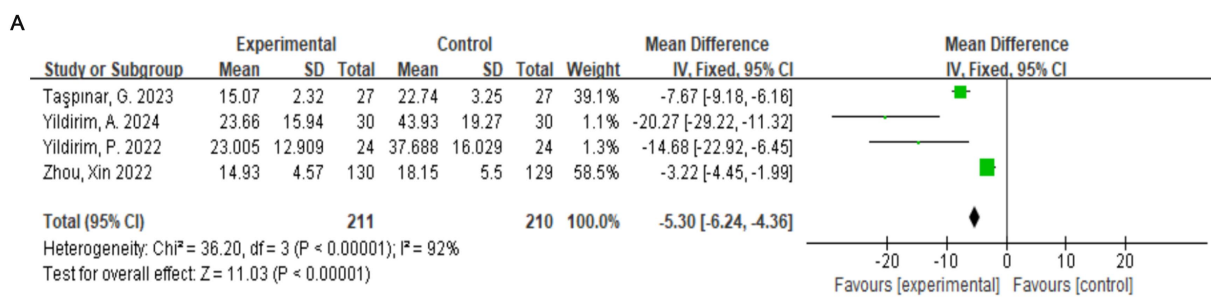 A
Experimental Control Mean Difference Mean Difference
Study or Subgroup Mean SD Total Mean SD Total Weight IV, Fixed, 95% CI IV, Fixed, 95% CI
Taşpınar, G. 2023 15.07 2.32 27 22.74 3.25 27 39.1% -7.67 [-9.18, -6.16]
Yildirim, A. 2024 23.66 15.94 30 43.93 19.27 30 1.1% -20.27 [-29.22, -11.32]
Yildirim, P. 2022 23.005 12.909 24 37.688 16.029 24 1.3% -14.68 [-22.92, -6.45]
Zhou, Xin 2022 14.93 4.57 130 18.15 5.5 129 58.5% -3.22 [-4.45, -1.99]
Total (95% CI) 211 210 100.0% -5.30 [-6.24, -4.36]
Heterogeneity: Chi² = 36.20, df = 3 (P < 0.00001); I² = 92%
Test for overall effect: Z = 11.03 (P < 0.00001)
-20 -10 0 10 20
Favours [experimental] Favours [control]